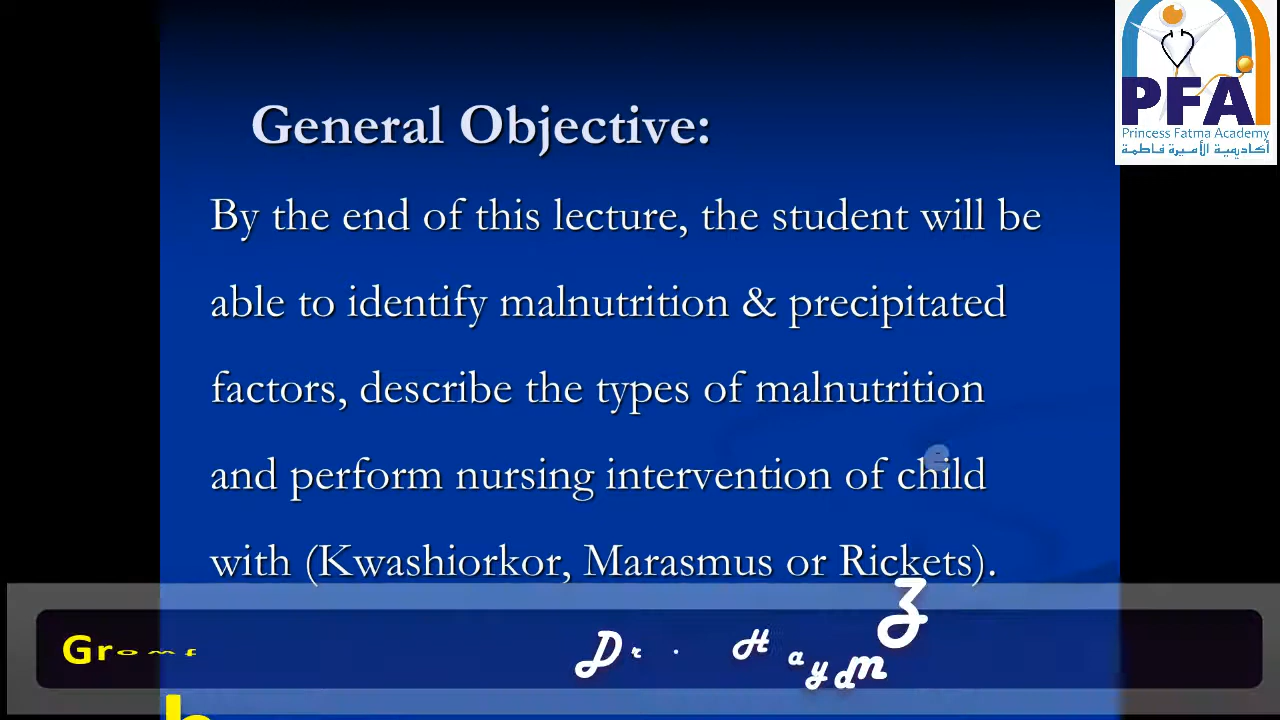 PFA
Princess Fatma Academy
أكاديمية الأميرة فاطمة
General Objective:
By the end of this lecture, the student will be
able to identify malnutrition & precipitated
factors, describe the types of malnutrition
and perform nursing intervention of child
with (Kwashiorkor, Marasmus or Rickets).
Dr.